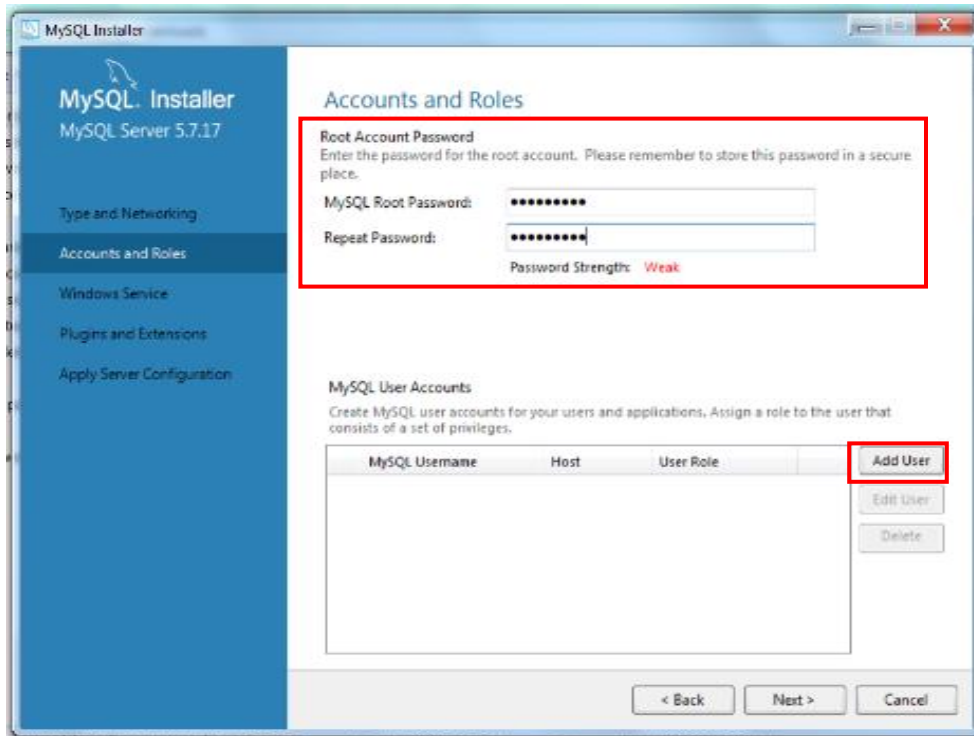 MySQL Installer
MySQL. Installer
MySQL Server 5.7.17
Type and Networking
Accounts and Roles
Windows Service
Plugins and Extensions
Apply Server Configuration
Accounts and Roles
Root Account Password
Enter the password for the root account. Please remember to store this password in a secure
place.
MySQL Root Password: •••••••••
Repeat Password: •••••••••
Password Strength: Weak
MySQL User Accounts
Create MySQL user accounts for your users and applications. Assign a role to the user that
consists of a set of privileges.
MySQL Username Host User Role
Add User
Edit User
Delete
< Back Next > Cancel